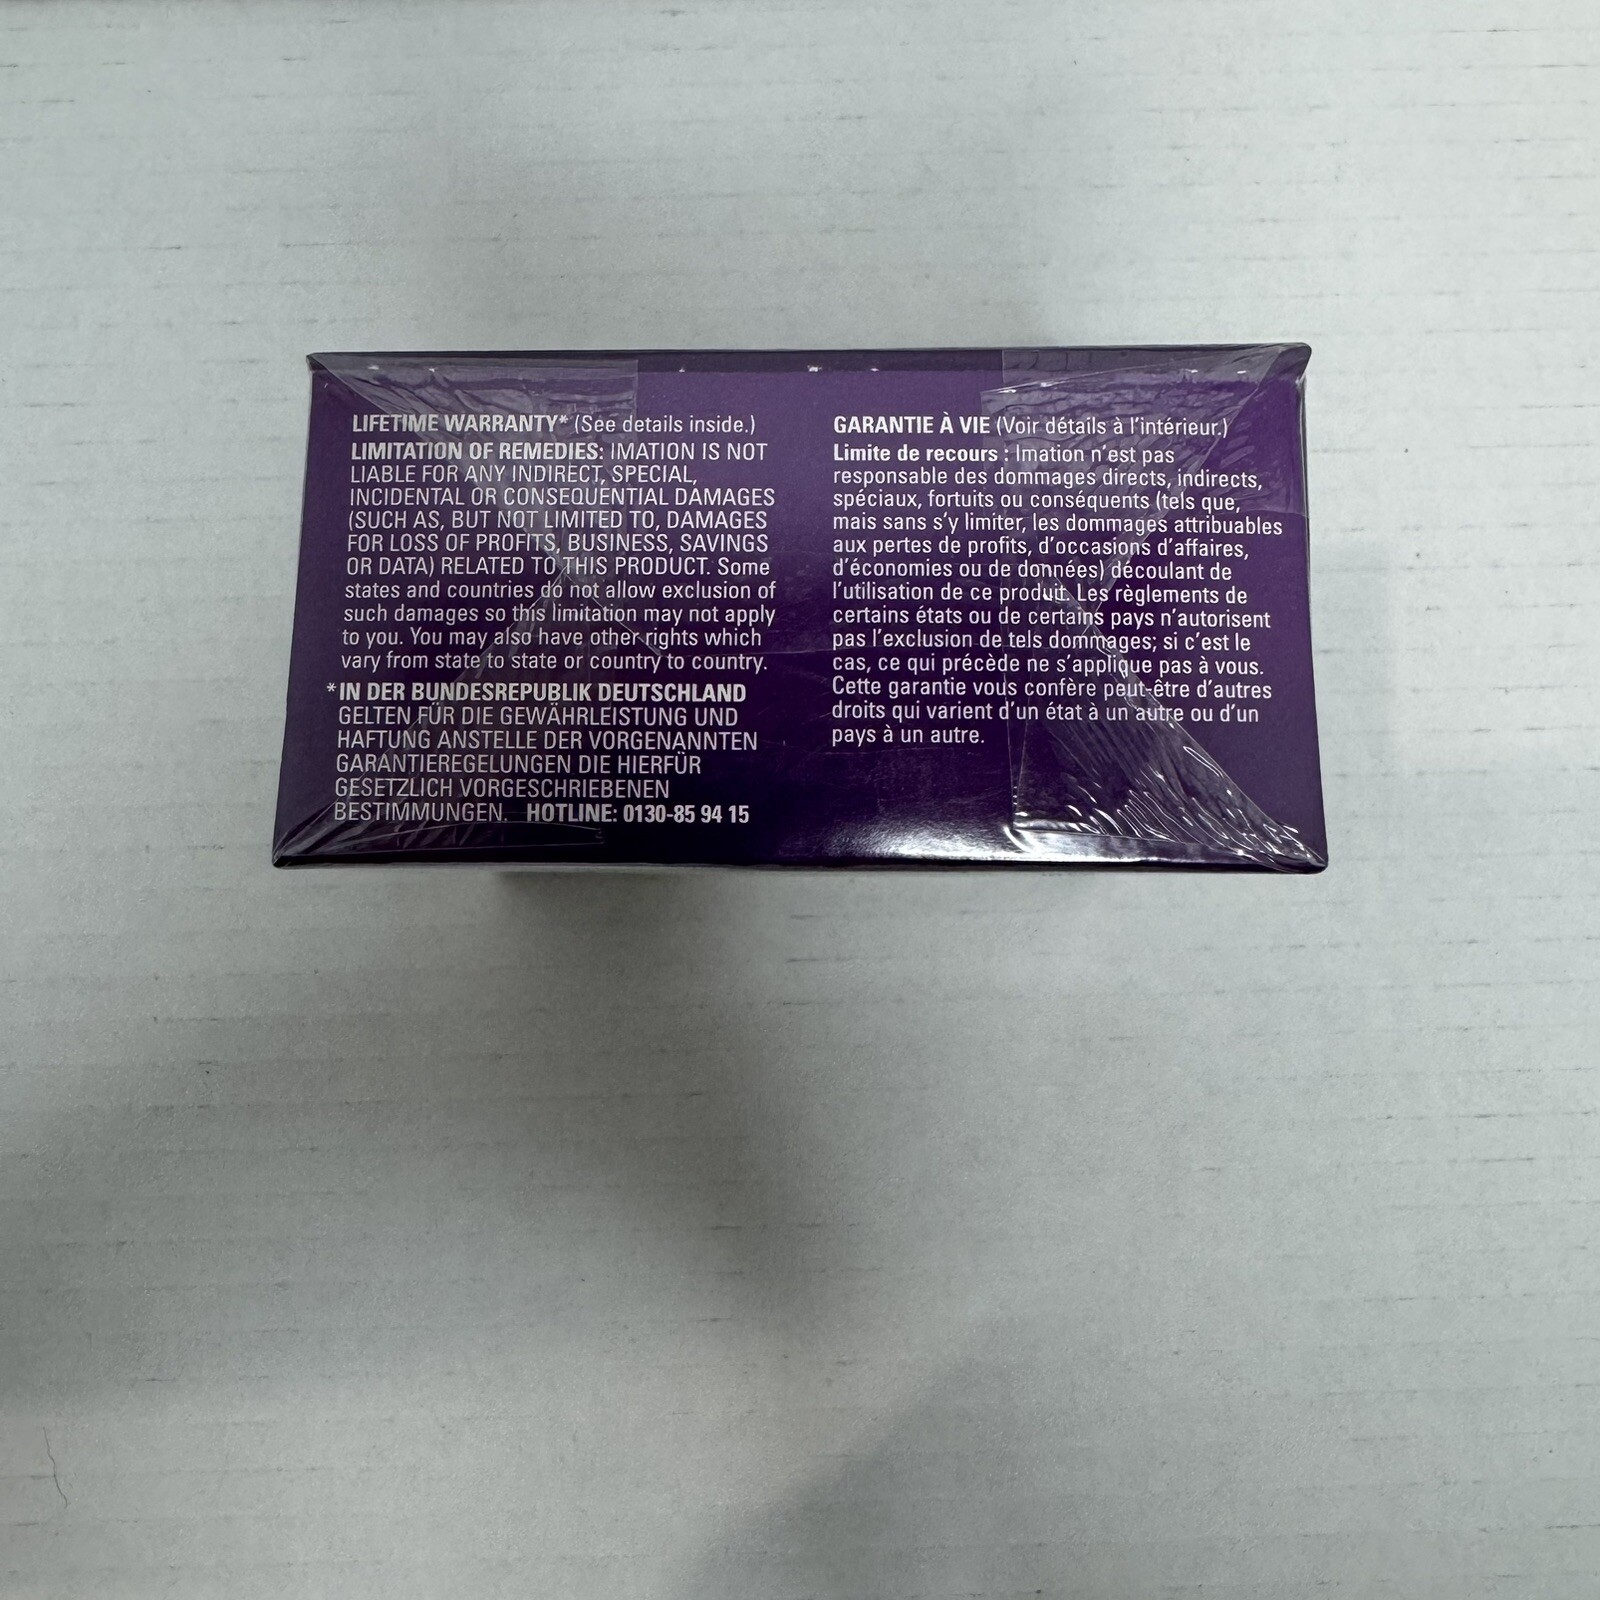 LIFETIME WARRANTY* (See details inside.)
LIMITATION OF REMEDIES: IMATION IS NOT
LIABLE FOR ANY INDIRECT, SPECIAL,
INCIDENTAL OR CONSEQUENTIAL DAMAGES
(SUCH AS, BUT NOT LIMITED TO, DAMAGES
FOR LOSS OF PROFITS, BUSINESS, SAVINGS
OR DATA) RELATED TO THIS PRODUCT. Some
states and countries do not allow exclusion of
such damages so this limitation may not apply
to you. You may also have other rights which
vary from state to state or country to country.
*IN DER BUNDESREPUBLIK DEUTSCHLAND
GELTEN FÜR DIE GEWÄHRLEISTUNG UND
HAFTUNG ANSTELLE DER VORGENANNTEN
GARANTIEREGELUNGEN DIE HIERFÜR
GESETZLICH VORGESCHRIEBENEN
BESTIMMUNGEN. HOTLINE: 0130-85 94 15
GARANTIE À VIE (Voir détails à l'intérieur.)
Limite de recours : Imation n'est pas
responsable des dommages directs, indirects,
spéciaux, fortuits ou conséquents (tels que,
mais sans s'y limiter, les dommages attribuables
aux pertes de profits, d'occasions d'affaires,
d'économies ou de données) découlant de
l'utilisation de ce produit. Les règlements de
certains états ou de certains pays n'autorisent
pas l'exclusion de tels dommages; si c'est le
cas, ce qui précède ne s'applique pas à vous.
Cette garantie vous confère peut-être d'autres
droits qui varient d'un état à un autre ou d'un
pays à un autre.